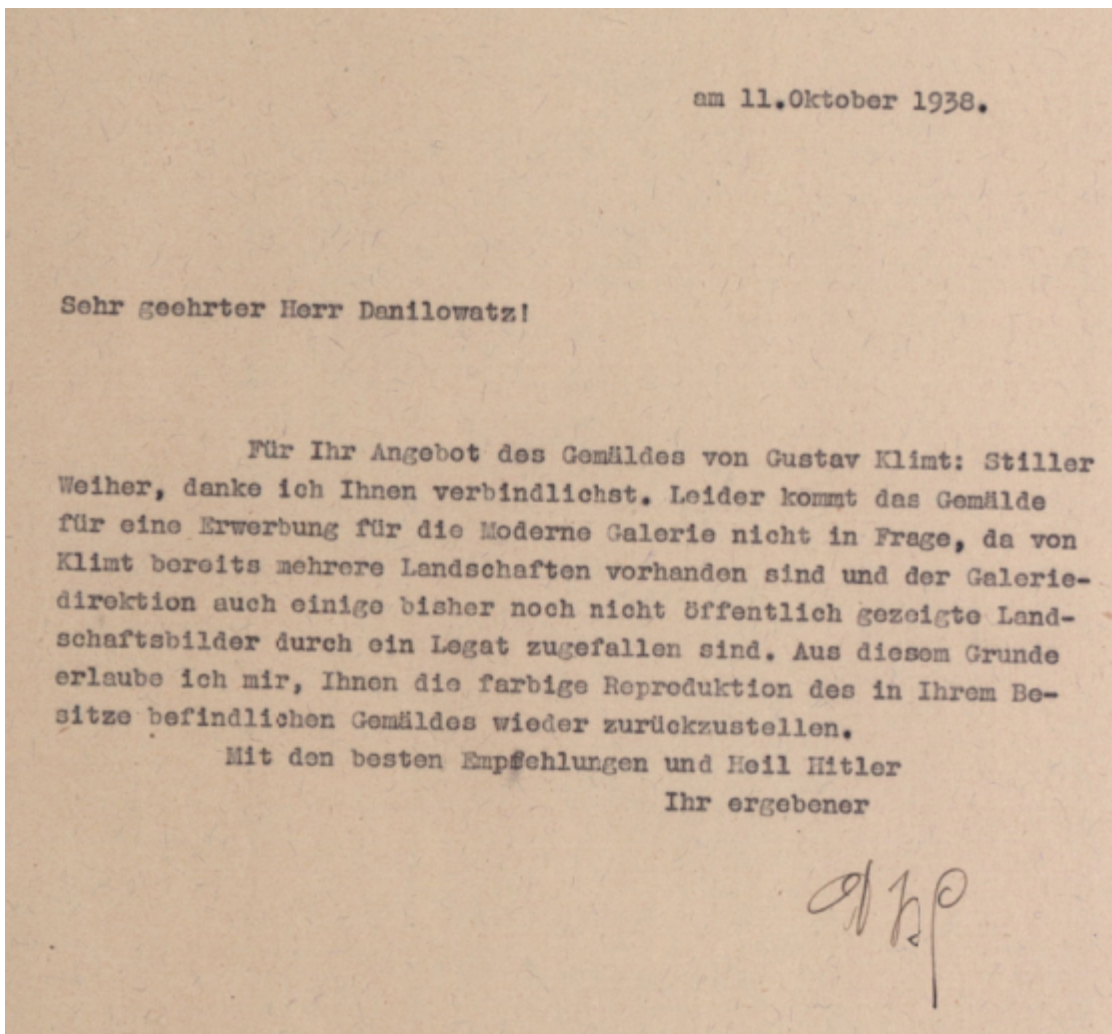 am 11.Oktober 1938.
Sehr geehrter Herr Danilowatz!
Für Ihr Angebot des Gemäldes von Gustav Klimt: Stiller
Weiher, danke ich Ihnen verbindlichst. Leider kommt das Gemälde
für eine Erwerbung für die Moderne Galerie nicht in Frage, da von
Klimt bereits mehrere Landschaften vorhanden sind und der Galerie-
direktion auch einige bisher noch nicht öffentlich gezeigte Land-
schaftsbilder durch ein Legat zugefallen sind. Aus diesem Grunde
erlaube ich mir, Ihnen die farbige Reproduktion des in Ihrem Be-
sitze befindlichen Gemäldes wieder zurückzustellen.
Mit den besten Empfehlungen und Heil Hitler
Ihr ergebener